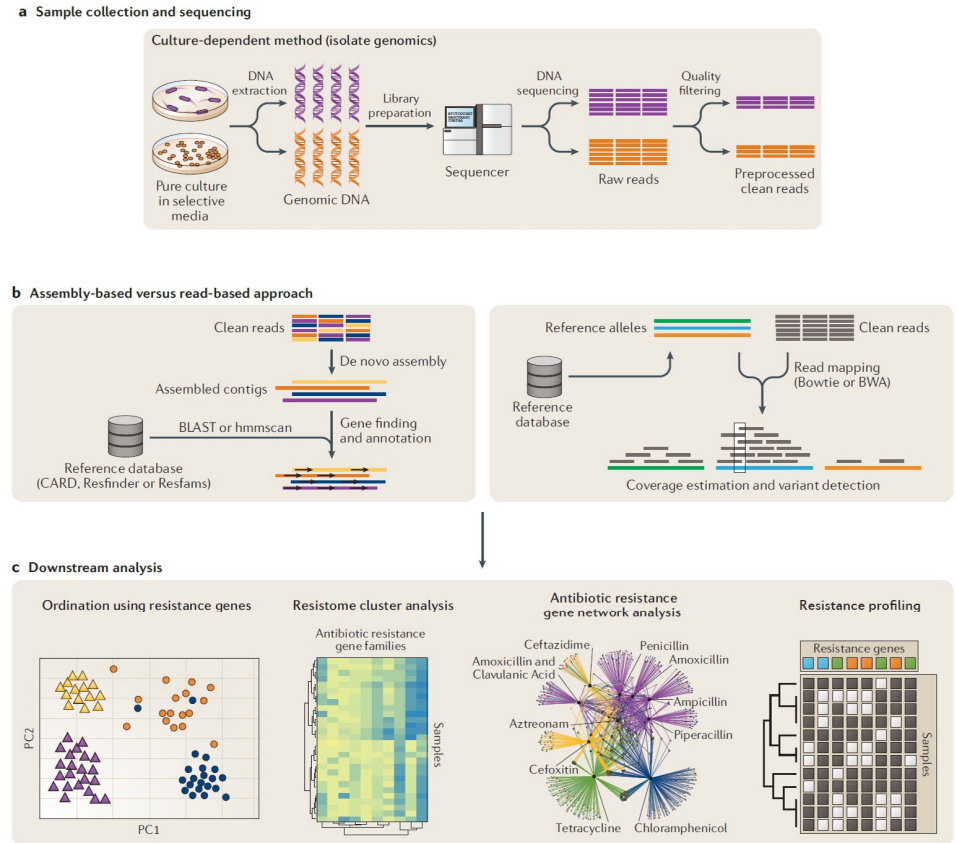 a Sample collection and sequencing
Culture-dependent method (isolate genomics)
DNA
extraction
Library
preparation
DNA
sequencing
Quality
filtering
Pure culture
in selective
media
Genomic DNA
Sequencer
Raw reads
Preprocessed
clean reads
b Assembly-based versus read-based approach
Clean reads
De novo assembly
Assembled contigs
BLAST or hmmscan
Gene finding
and annotation
Reference database
(CARD, Resfinder or Resfams)
Reference alleles
Clean reads
Reference
database
Read mapping
(Bowtie or BWA)
Coverage estimation and variant detection
c Downstream analysis
Ordination using resistance genes
PC2
PC1
Resistome cluster analysis
Antibiotic resistance
gene families
Samples
Antibiotic resistance
gene network analysis
Ceftazidime
Penicillin
Amoxicillin and
Clavulanic Acid
Amoxicillin
Ampicillin
Aztreonam
Piperacillin
Cefoxitin
Tetracycline
Chloramphenicol
Resistance profiling
Resistance genes
Samples